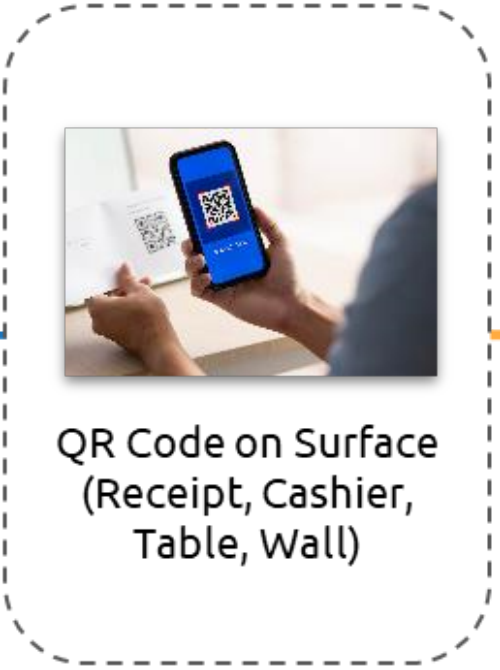 QR Code on Surface
(Receipt, Cashier,
Table, Wall)